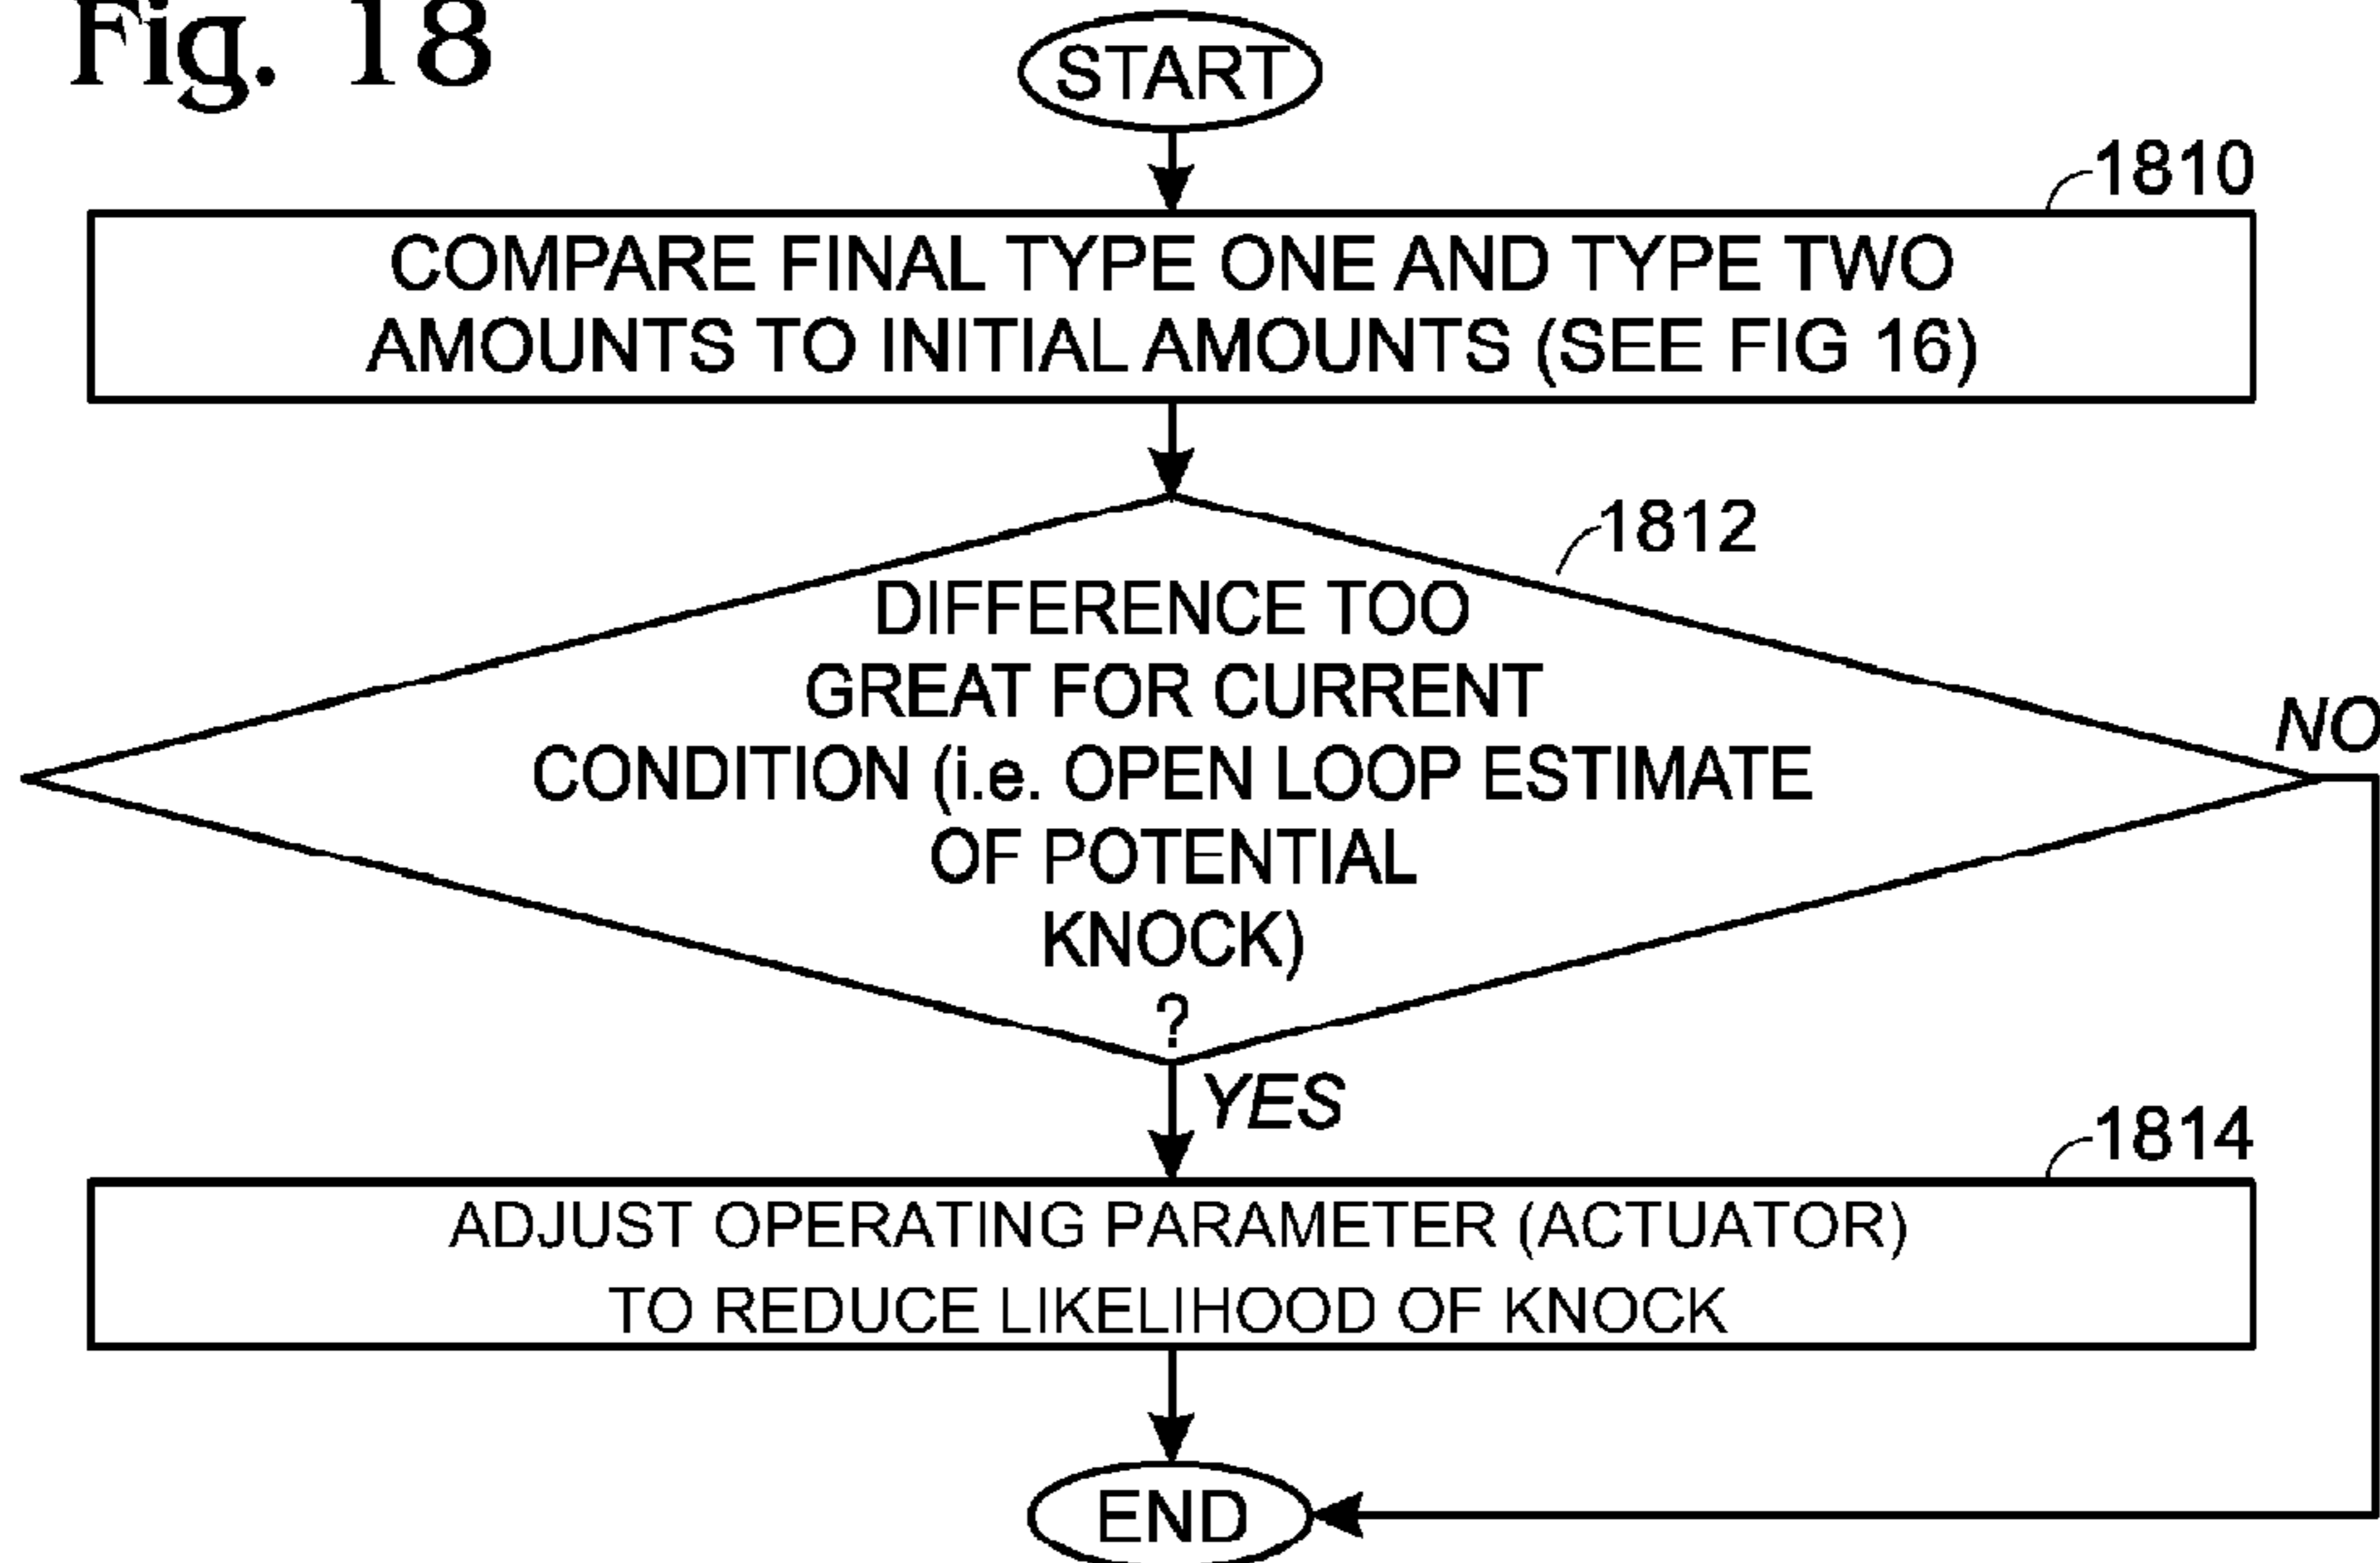 Fig. 18
START
1810
COMPARE FINAL TYPE ONE AND TYPE TWO
AMOUNTS TO INITIAL AMOUNTS (SEE FIG 16)
1812
DIFFERENCE TOO
GREAT FOR CURRENT
CONDITION (i.e. OPEN LOOP ESTIMATE
OF POTENTIAL
KNOCK)
?
NO
YES
1814
ADJUST OPERATING PARAMETER (ACTUATOR)
TO REDUCE LIKELIHOOD OF KNOCK
END